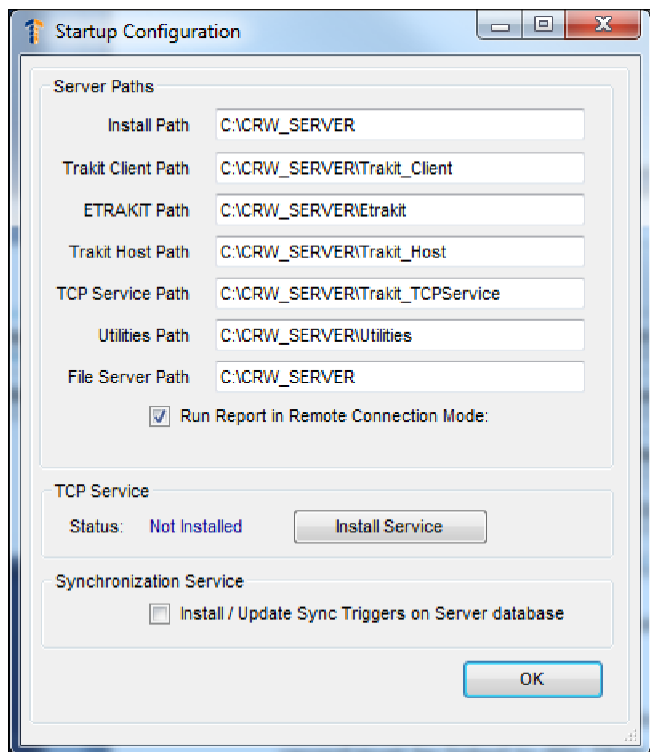 Startup Configuration
Server Paths
Install Path C:\CRW_SERVER
Trakit Client Path C:\CRW_SERVER\Trakit_Client
ETRAKiT Path C:\CRW_SERVER\Etrakit
Trakit Host Path C:\CRW_SERVER\Trakit_Host
TCP Service Path C:\CRW_SERVER\Trakit_TCPService
Utilities Path C:\CRW_SERVER\Utilities
File Server Path C:\CRW_SERVER
Run Report in Remote Connection Mode:
TCP Service
Status: Not Installed Install Service
Synchronization Service
Install / Update Sync Triggers on Server database
OK